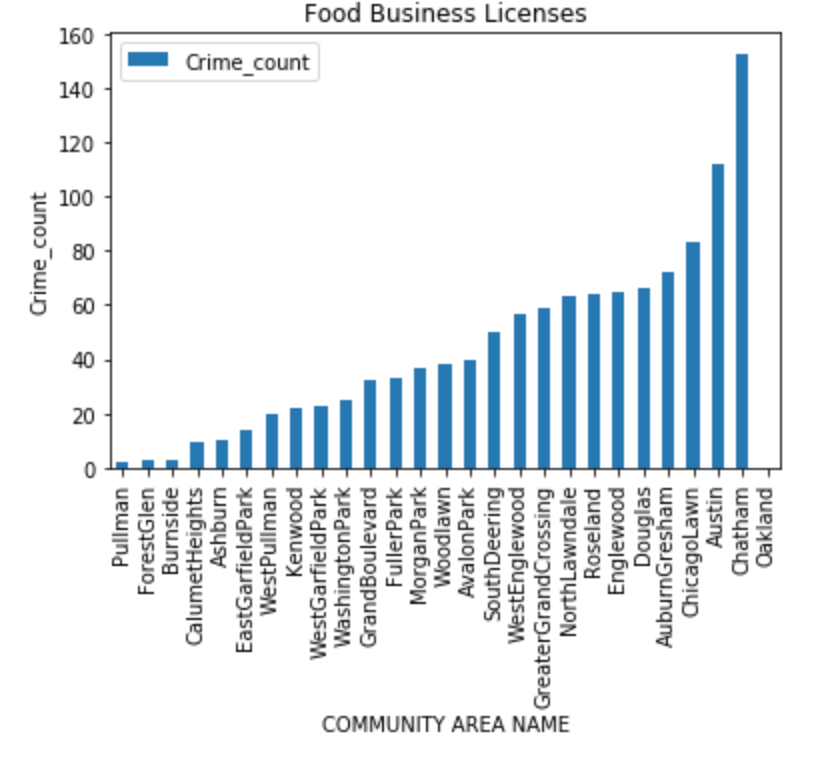 Food Business Licenses
Crime_count
Crime_count
160
140
120
100
80
60
40
20
0
Pullman
ForestGlen
Burnside
CalumetHeights
Ashburn
EastGarfieldPark
WestPullman
Kenwood
WestGarfieldPark
WashingtonPark
GrandBoulevard
FullerPark
MorganPark
Woodlawn
AvalonPark
SouthDeering
WestEnglewood
GreaterGrandCrossing
NorthLawndale
Roseland
Englewood
Douglas
AuburnGresham
ChicagoLawn
Austin
Chatham
Oakland
COMMUNITY AREA NAME